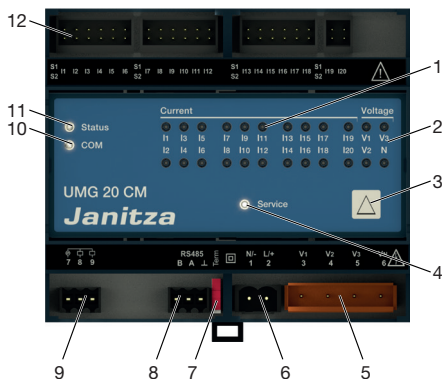 12
S1 I1 I2 I3 I4 I5 I6 S1 I7 I8 I9 I10 I11 I12 S1 I13 I14 I15 I16 I17 I18 S1 I19 I20
S2 S2 S2 S2
1
11
Status
Current
Voltage
10
COM
I1 I3 I5 I7 I9 I11 I13 I15 I17 I19 V1 V3
2
I2 I4 I6 I8 I10 I12 I14 I16 I18 I20 V2 N
UMG 20 CM
3
Janitza
Service
4
RS485
B A ⊥
Term
N/- L/+
V1 V2 V3
7 8 9
1 2
3 4 5 6
9
8
7
6
5